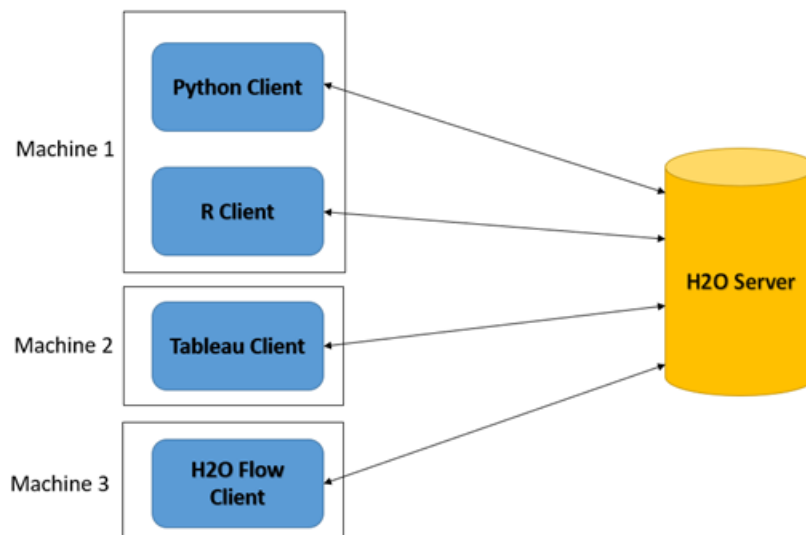 Python Client
Machine 1
R Client
H2O Server
Machine 2
Tableau Client
Machine 3
H2O Flow
Client